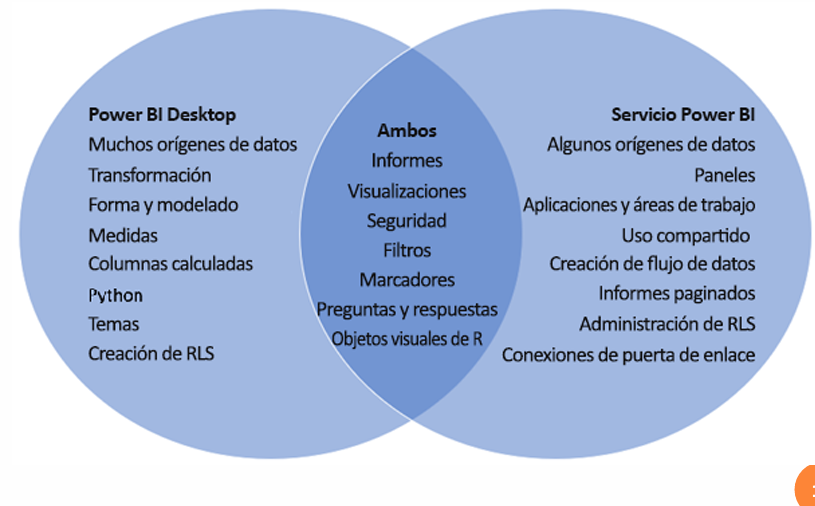 Power BI Desktop
Muchos orígenes de datos
Transformación
Forma y modelado
Medidas
Columnas calculadas
Python
Temas
Creación de RLS
Ambos
Informes
Visualizaciones
Seguridad
Filtros
Marcadores
Preguntas y respuestas
Objetos visuales de R
Servicio Power BI
Algunos orígenes de datos
Paneles
Aplicaciones y áreas de trabajo
Uso compartido
Creación de flujo de datos
Informes paginados
Administración de RLS
Conexiones de puerta de enlace